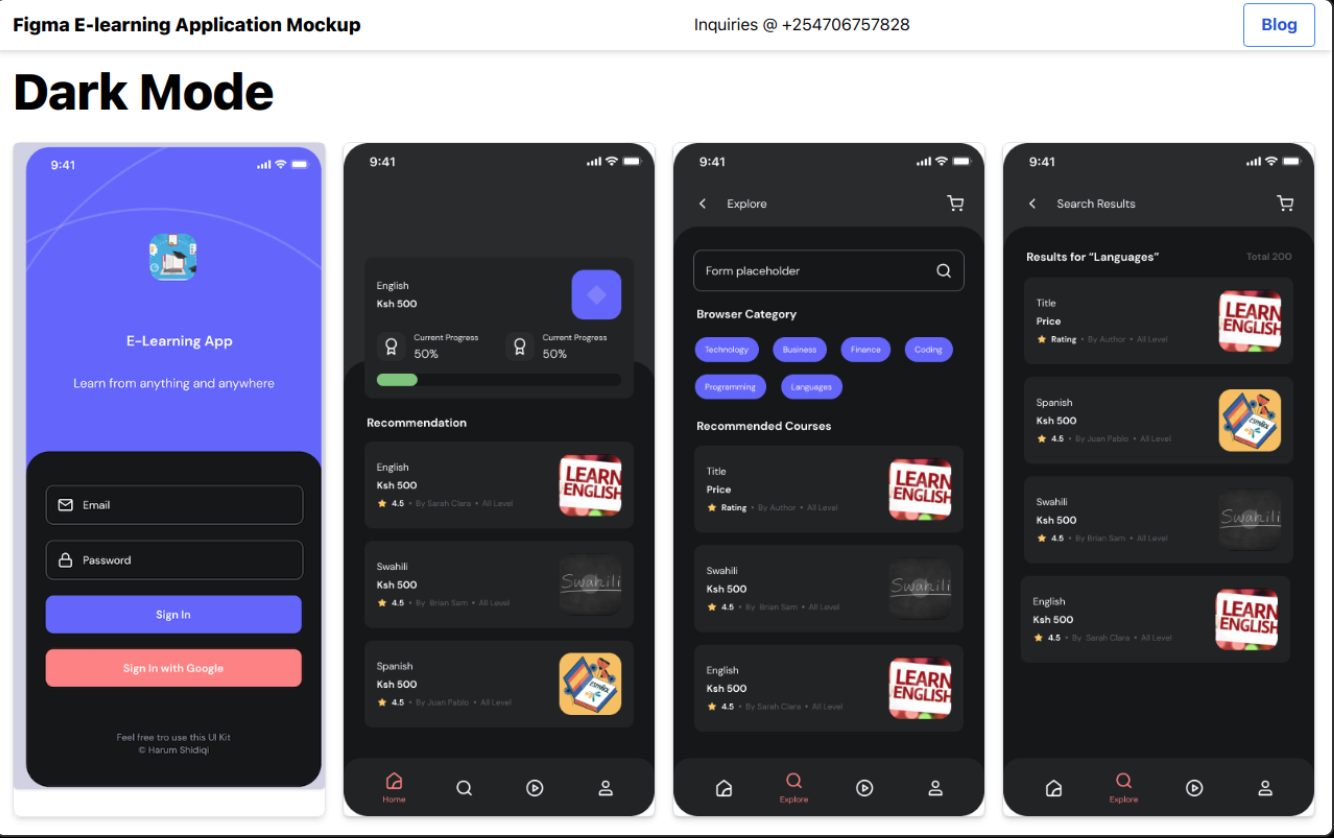 Figma E-learning Application Mockup
Inquiries @ +254706757828
Blog
Dark Mode
9:41
E-Learning App
Learn from anything and anywhere
Email
Password
Sign In
Sign In with Google
Feel free tro use this UI Kit
© Harum Shidiqi
9:41
English
Ksh 500
Current Progress
50%
Current Progress
50%
Recommendation
English
Ksh 500
4.5 • By Sarah Clara • All Level
LEARN
ENGLISH
Swahili
Ksh 500
4.5 • By Brian Sam • All Level
Swahili
Spanish
Ksh 500
4.5 • By Juan Pablo • All Level
ESPAÑOL
Home
9:41
Explore
Form placeholder
Browser Category
Technology
Business
Finance
Coding
Programming
Languages
Recommended Courses
Title
Price
Rating • By Author • All Level
LEARN
ENGLISH
Swahili
Ksh 500
4.5 • By Brian Sam • All Level
Swahili
English
Ksh 500
4.5 • By Sarah Clara • All Level
LEARN
ENGLISH
Explore
9:41
Search Results
Results for “Languages”
Total 200
Title
Price
Rating • By Author • All Level
LEARN
ENGLISH
Spanish
Ksh 500
4.5 • By Juan Pablo • All Level
ESPAÑOL
Swahili
Ksh 500
4.5 • By Brian Sam • All Level
Swahili
English
Ksh 500
4.5 • By Sarah Clara • All Level
LEARN
ENGLISH
Explore